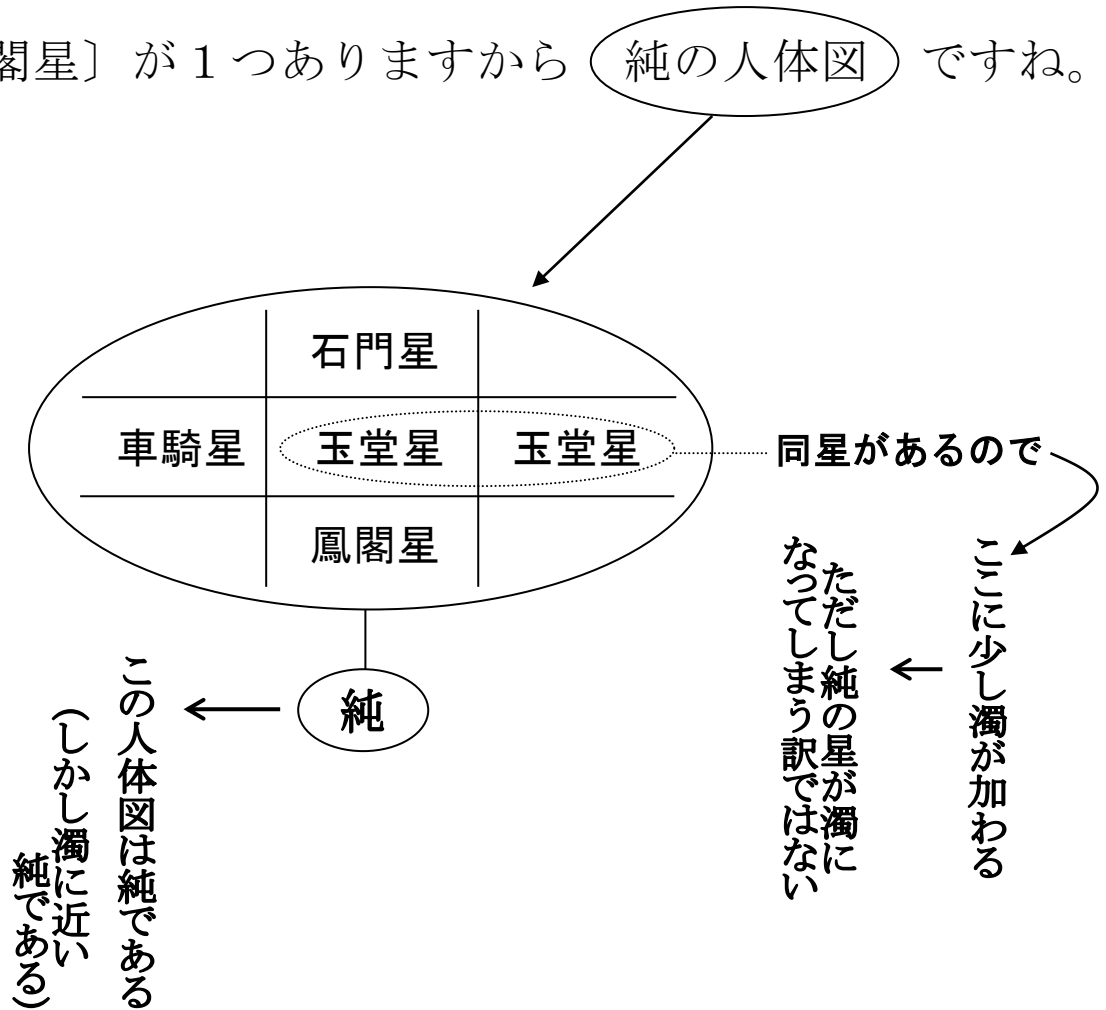 閣星〕が１つありますから 純の人体図 ですね。
石門星
車騎星 玉堂星 玉堂星
鳳閣星
同星があるので
ここに少し濁が加わる
ただし純の星が濁に
なってしまう訳ではない
純
この人体図は純である
(しかし濁に近い
純である)